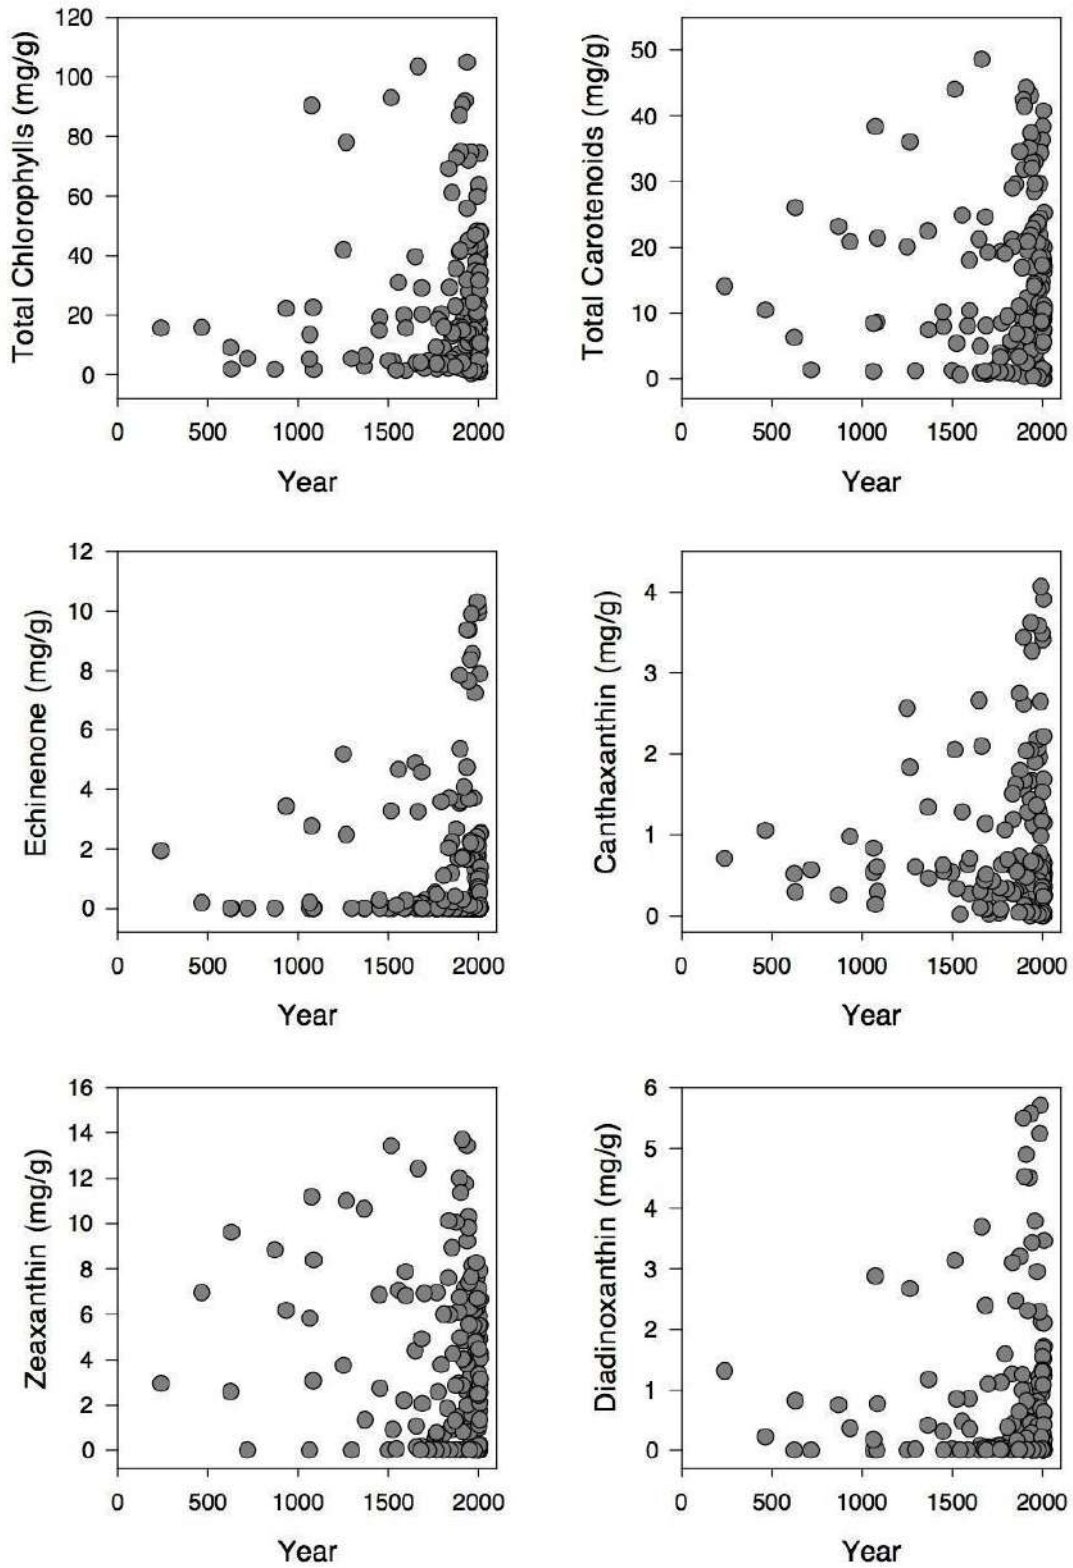 Total Chlorophylls (mg/g)
120
100
80
60
40
20
0
0 500 1000 1500 2000
Year
Total Carotenoids (mg/g)
50
40
30
20
10
0
0 500 1000 1500 2000
Year
Echinenone (mg/g)
12
10
8
6
4
2
0
0 500 1000 1500 2000
Year
Canthaxanthin (mg/g)
4
3
2
1
0
0 500 1000 1500 2000
Year
Zeaxanthin (mg/g)
16
14
12
10
8
6
4
2
0
0 500 1000 1500 2000
Year
Diadinoxanthin (mg/g)
6
5
4
3
2
1
0
0 500 1000 1500 2000
Year